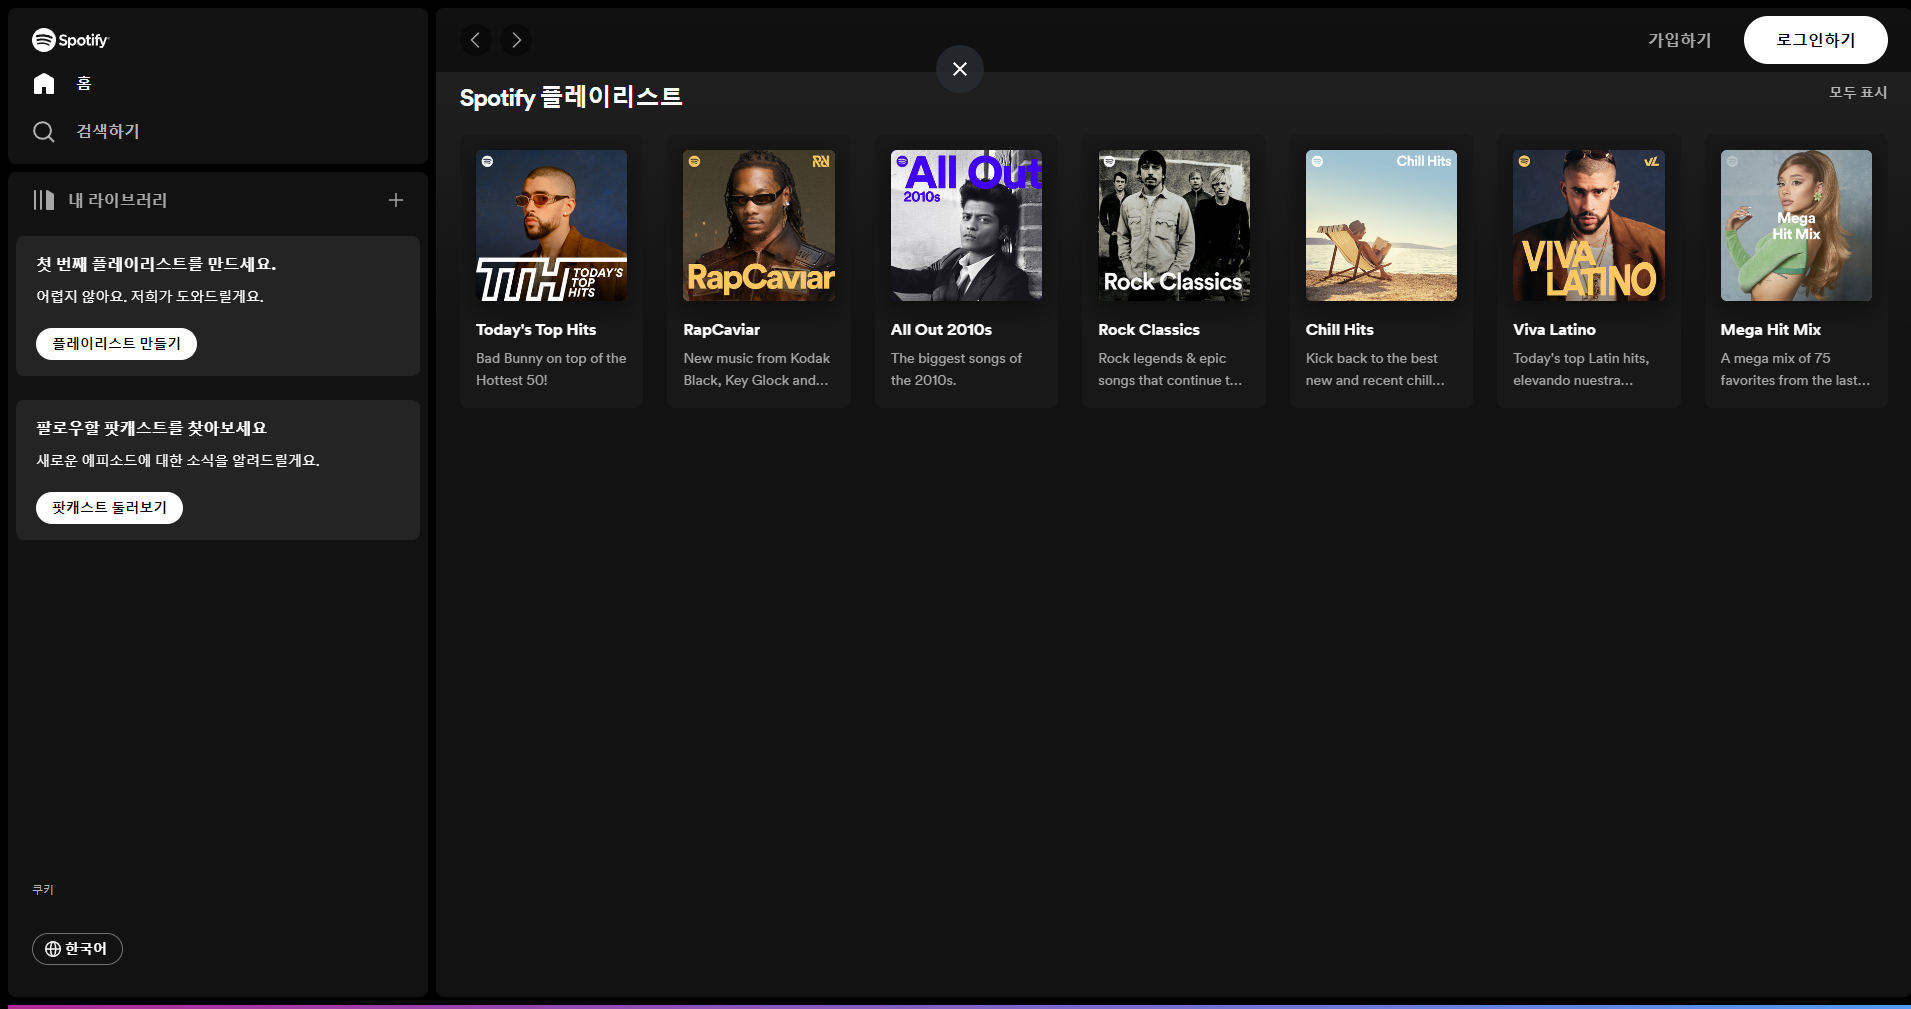 Spotify
홈
검색하기
내 라이브러리
첫 번째 플레이리스트를 만드세요.
어렵지 않아요. 저희가 도와드릴게요.
플레이리스트 만들기
팔로우할 팟캐스트를 찾아보세요
새로운 에피소드에 대한 소식을 알려드릴게요.
팟캐스트 둘러보기
쿠키
한국어
가입하기
로그인하기
Spotify 플레이리스트
모두 표시
TTH TODAY'S
TOP
HITS
Today's Top Hits
Bad Bunny on top of the
Hottest 50!
RapCaviar
RapCaviar
New music from Kodak
Black, Key Glock and...
All Out
2010s
All Out 2010s
The biggest songs of
the 2010s.
Rock Classics
Rock Classics
Rock legends & epic
songs that continue t...
Chill Hits
Chill Hits
Kick back to the best
new and recent chill...
VL
VIVA
LATINO
Viva Latino
Today's top Latin hits,
elevando nuestra...
Mega
Hit Mix
Mega Hit Mix
A mega mix of 75
favorites from the last...